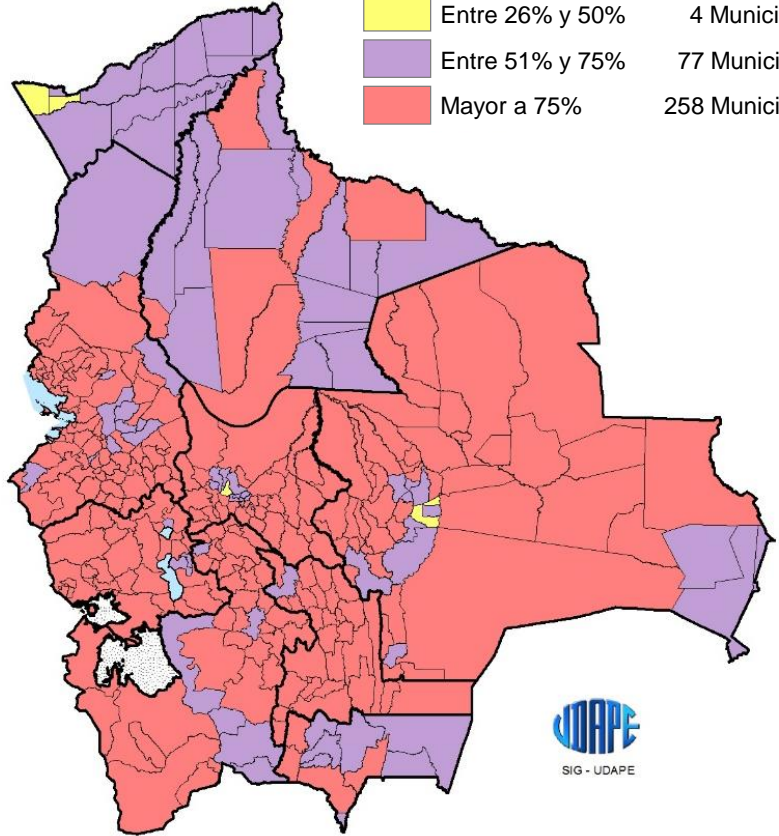 Entre 26% y 50% 4 Munici
Entre 51% y 75% 77 Munici
Mayor a 75% 258 Munici
UDAPE
SIG - UDAPE